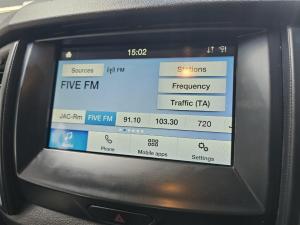 15:02
Sources FM Stations
FIVE FM
Frequency
Traffic (TA)
JAC-Rm FIVE FM 91.10 103.30 720
Phone Mobile apps Settings